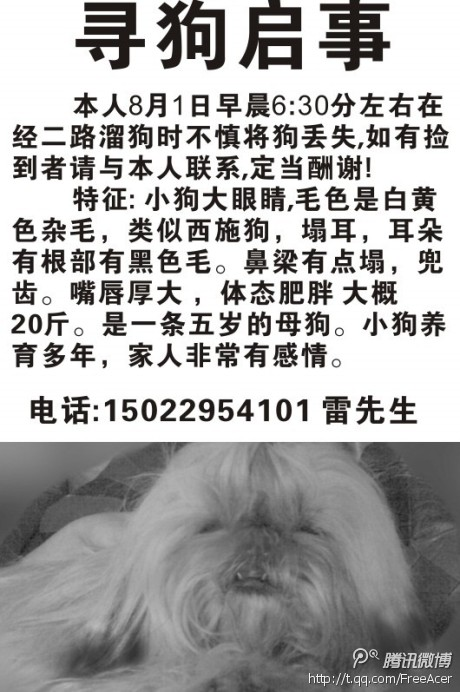 寻狗启事
本人8月1日早晨6:30分左右在
经二路溜狗时不慎将狗丢失,如有捡
到者请与本人联系,定当酬谢!
特征: 小狗大眼睛,毛色是白黄
色杂毛，类似西施狗，塌耳，耳朵
有根部有黑色毛。鼻梁有点塌，兜
齿。嘴唇厚大 ，体态肥胖 大概
20斤。是一条五岁的母狗。小狗养
育多年，家人非常有感情。
电话:15022954101 雷先生
腾讯微博
http://t.qq.com/FreeAcer